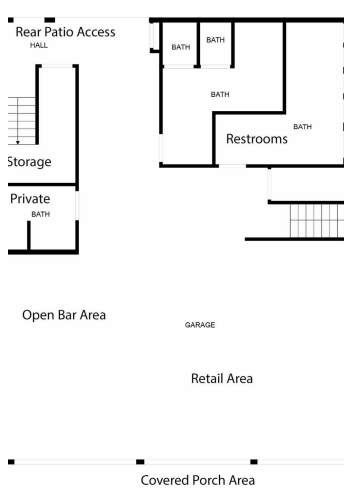 Rear Patio Access
HALL
BATH
BATH
BATH
BATH
Restrooms
Storage
Private
BATH
Open Bar Area
GARAGE
Retail Area
Covered Porch Area